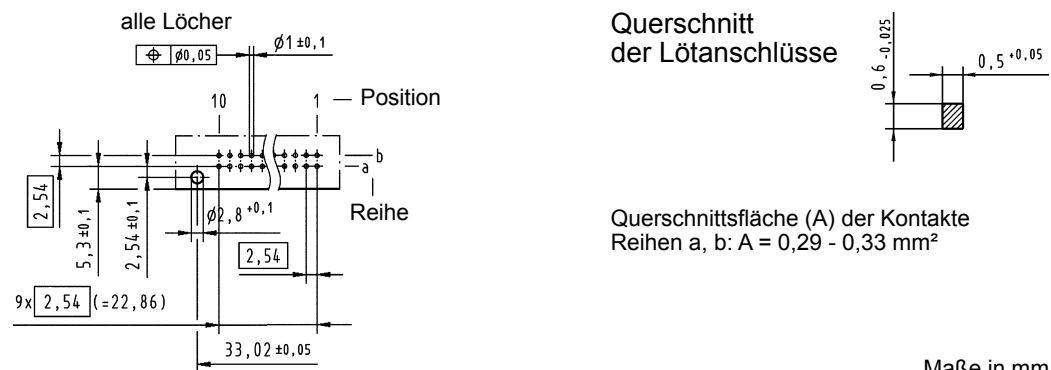 alle Löcher
⌖ ø0,05
ø1 ±0,1
10 1 — Position
b
a
Reihe
2,54
5,3 ±0,1
2,54 ±0,1
ø2,8 +0,1
2,54
9x 2,54 (=22,86)
33,02 ±0,05
Querschnitt
der Lötanschlüsse
0,6 -0,025
0,5 +0,05
Querschnittsfläche (A) der Kontakte
Reihen a, b: A = 0,29 - 0,33 mm²
Maße in mm